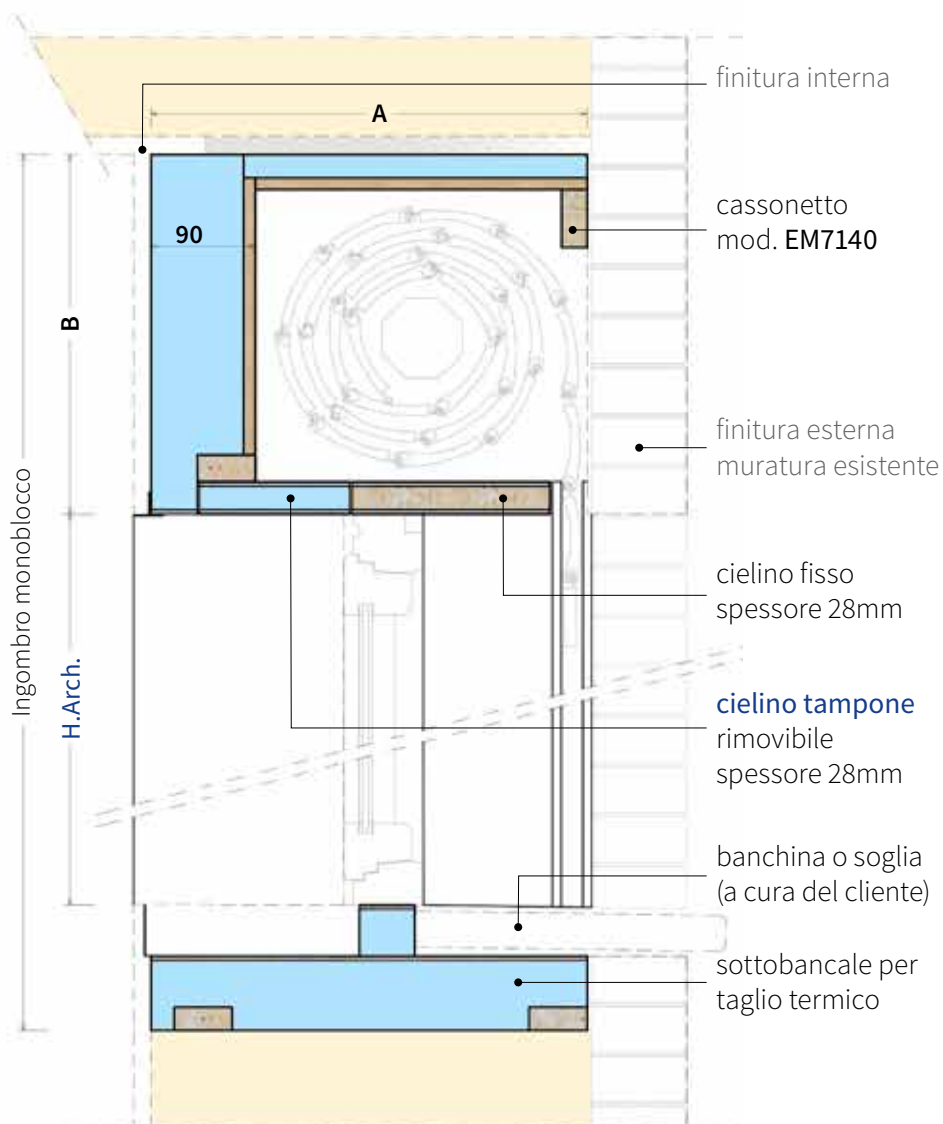 finitura interna
A
cassonetto
mod. EM7140
90
B
finitura esterna
muratura esistente
Ingombro monoblocco
cielino fisso
spessore 28mm
H.Arch.
cielino tampone
rimovibile
spessore 28mm
banchina o soglia
(a cura del cliente)
sottobancale per
taglio termico